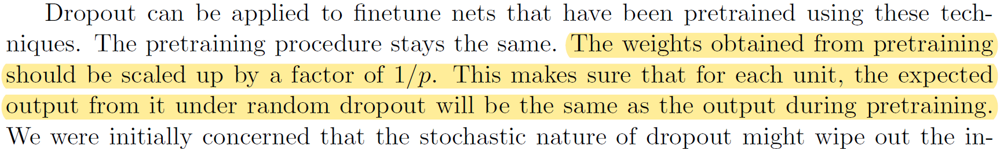 Dropout can be applied to finetune nets that have been pretrained using these tech-
niques. The pretraining procedure stays the same. The weights obtained from pretraining
should be scaled up by a factor of 1/p. This makes sure that for each unit, the expected
output from it under random dropout will be the same as the output during pretraining.
We were initially concerned that the stochastic nature of dropout might wipe out the in-